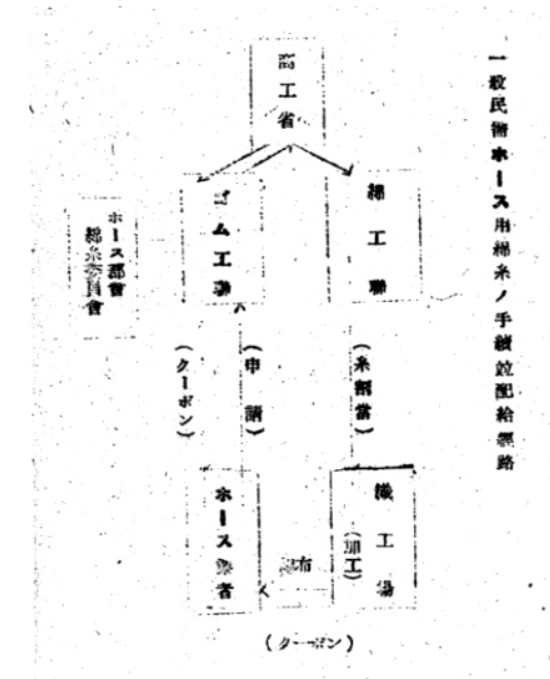 一般民需ホース用綿糸ノ手續竝配給經路
商工省
綿工聯
ゴム工聯
ホース部會
綿糸委員會
(糸割當)
(申請)
(クーポン)
織工場
(加工)
ホース業者
(クーポン)